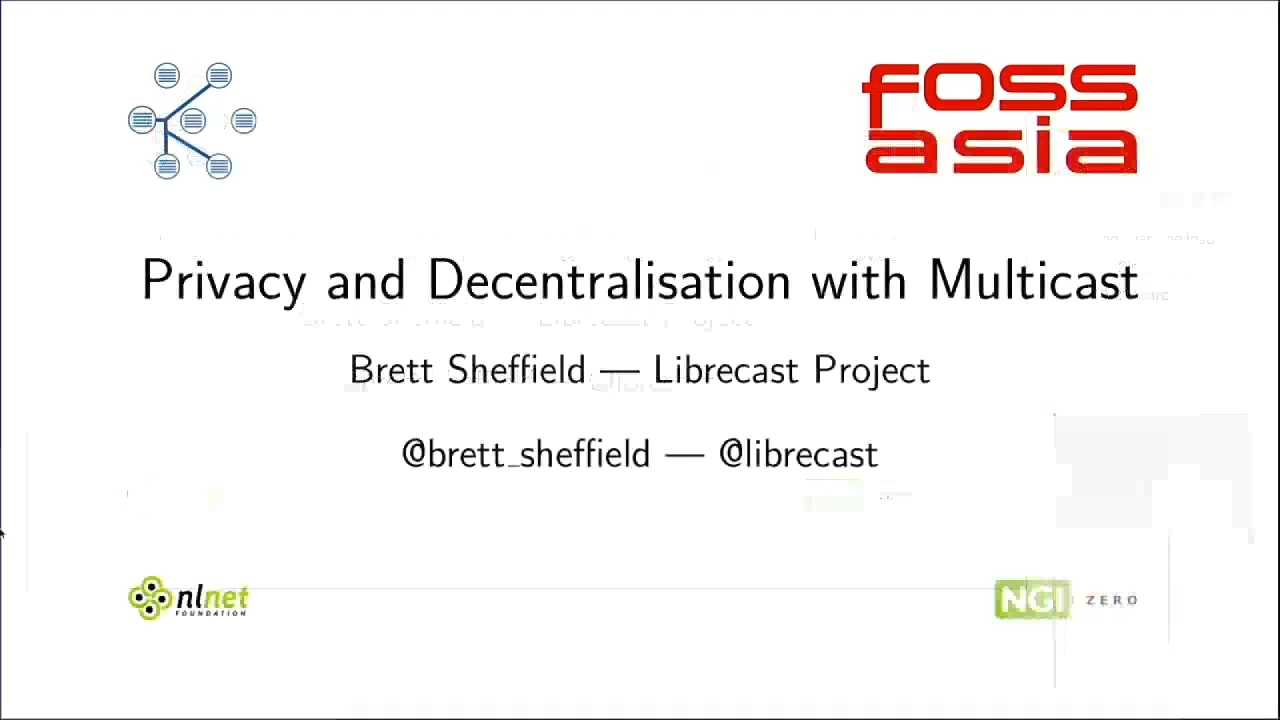 foss
asia
Privacy and Decentralisation with Multicast
Brett Sheffield — Librecast Project
@brett_sheffield — @librecast
nlnet
FOUNDATION
NGI ZERO